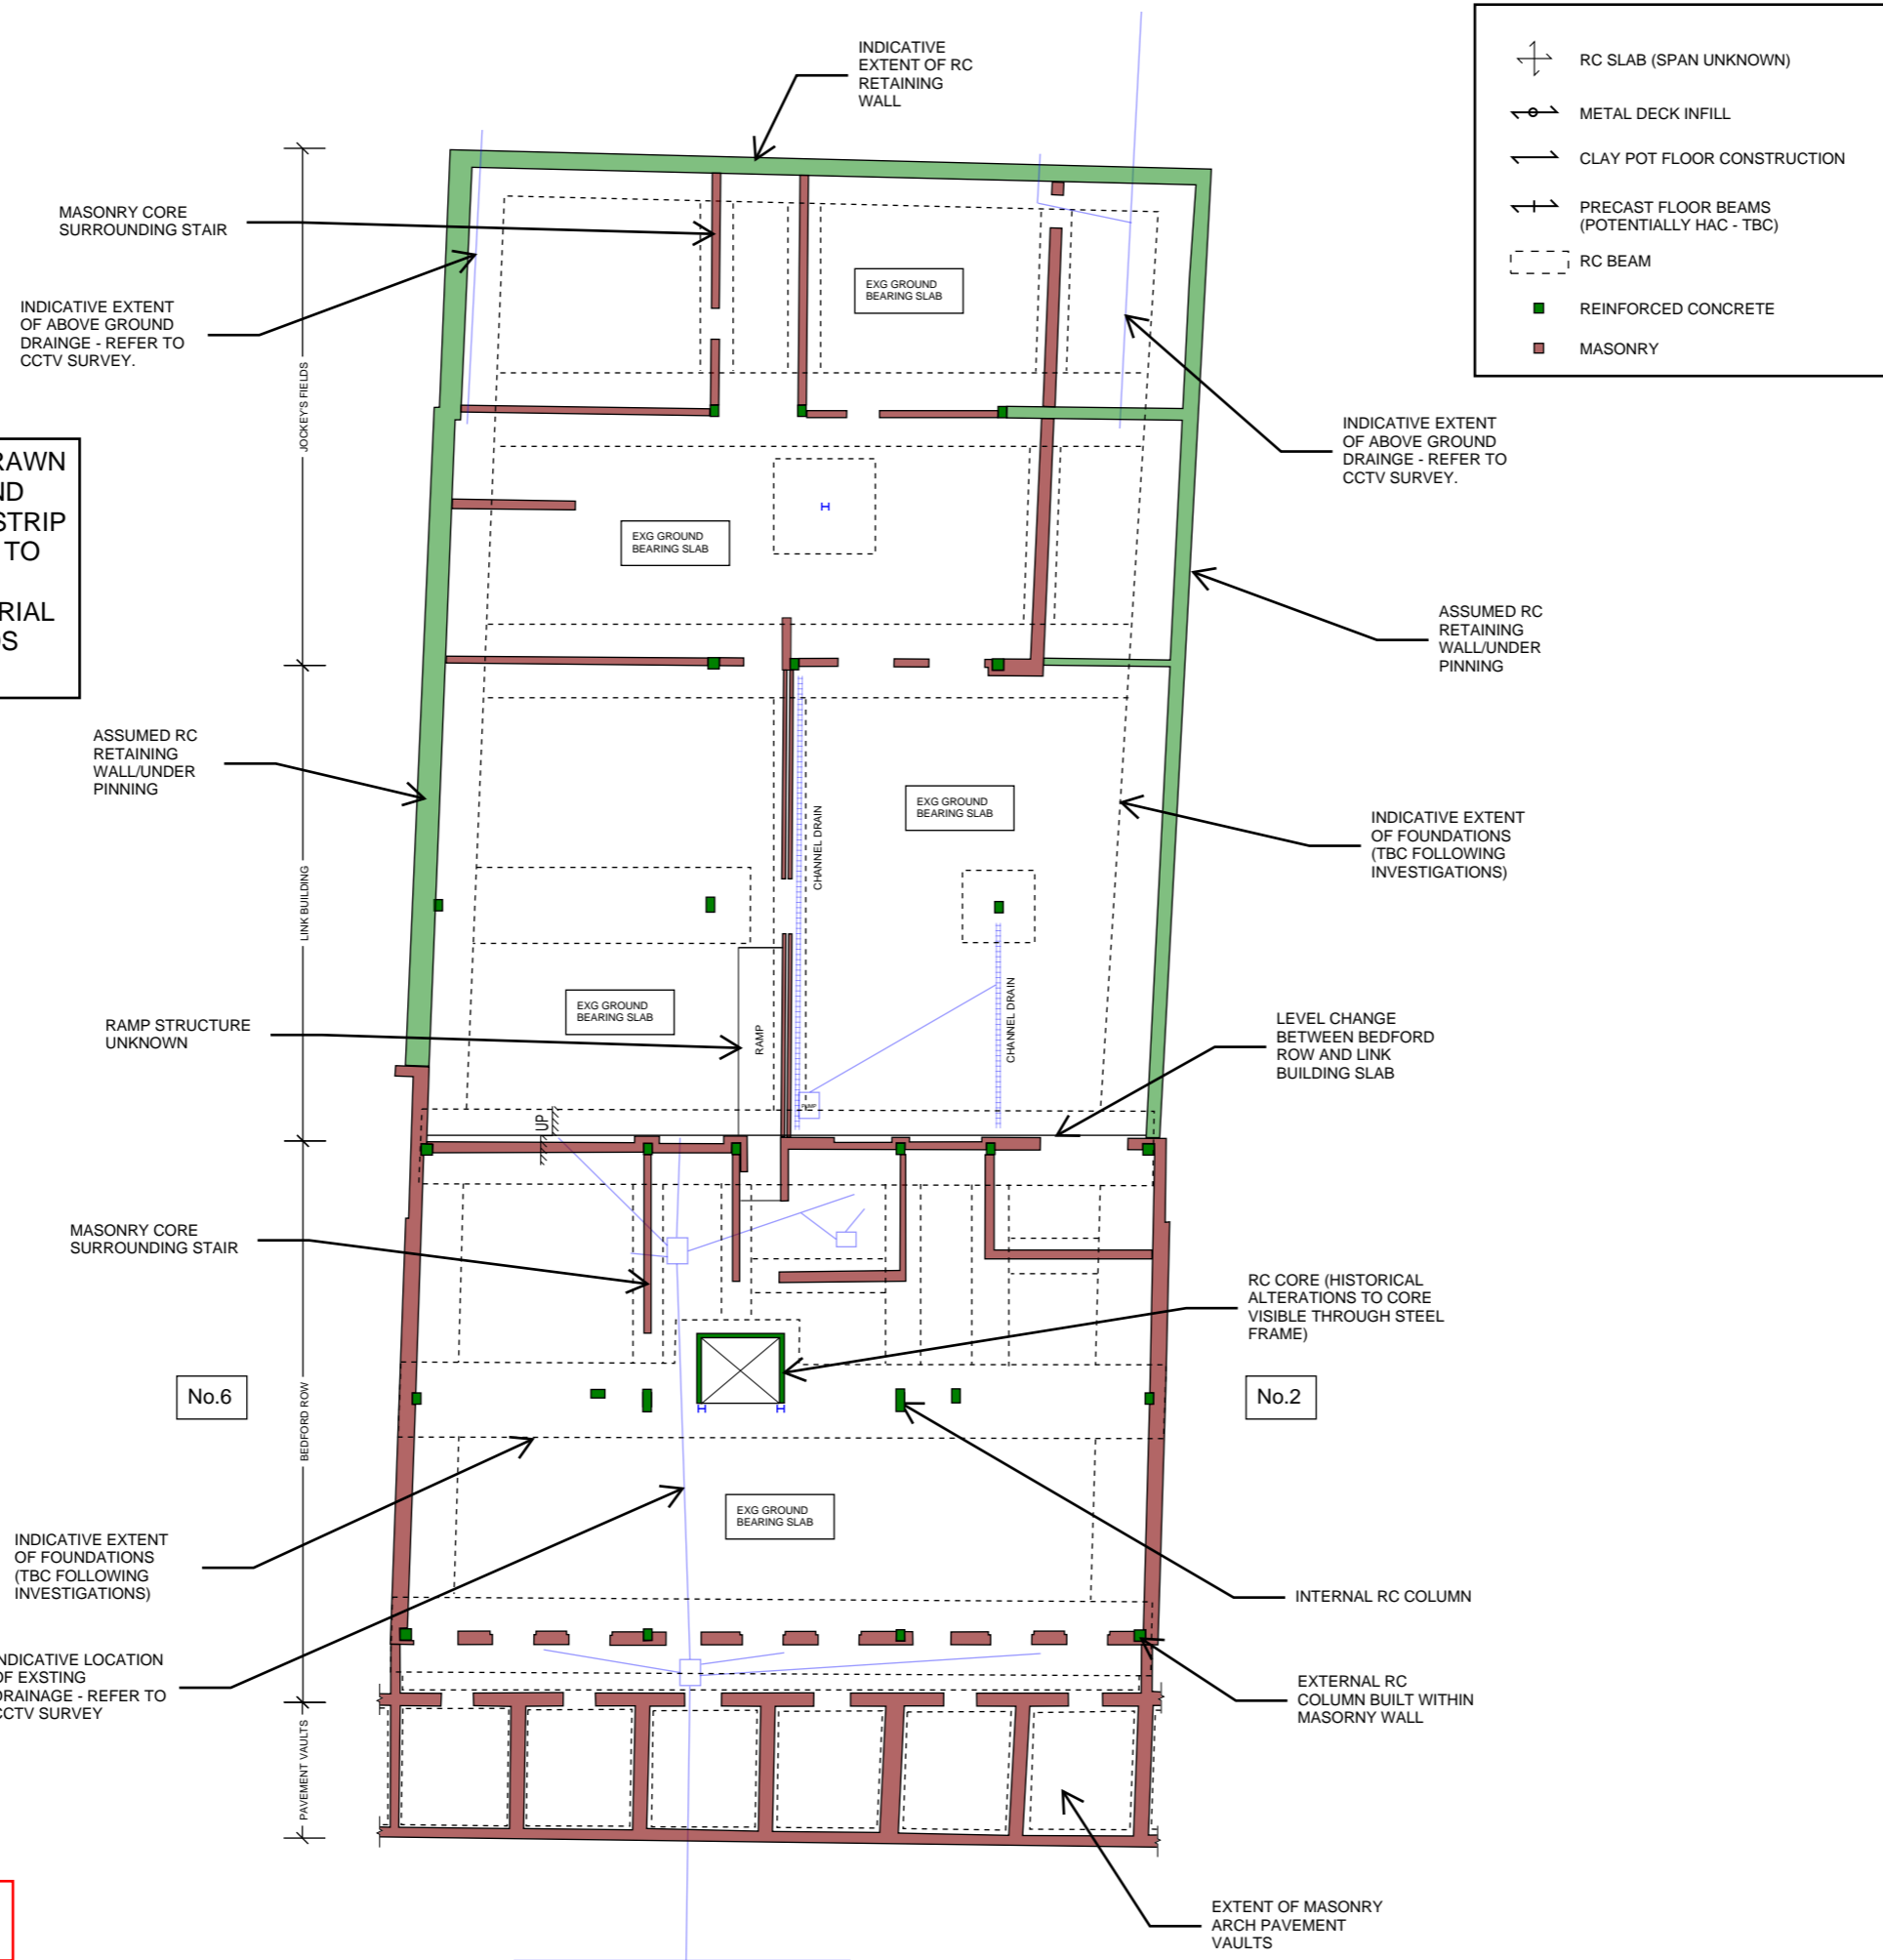 INDICATIVE
EXTENT OF RC
RETAINING
WALL
RC SLAB (SPAN UNKNOWN)
METAL DECK INFILL
CLAY POT FLOOR CONSTRUCTION
PRECAST FLOOR BEAMS
(POTENTIALLY HAC - TBC)
RC BEAM
REINFORCED CONCRETE
MASONRY
MASONRY CORE
SURROUNDING STAIR
EXG GROUND
BEARING SLAB
INDICATIVE EXTENT
OF ABOVE GROUND
DRAINGE - REFER TO
CCTV SURVEY.
JOCKEY'S FIELDS
INDICATIVE EXTENT
OF ABOVE GROUND
DRAINGE - REFER TO
CCTV SURVEY.
STRIP
TO
EXG GROUND
BEARING SLAB
ASSUMED RC
RETAINING
WALL/UNDER
PINNING
ASSUMED RC
RETAINING
WALL/UNDER
PINNING
EXG GROUND
BEARING SLAB
CHANNEL DRAIN
INDICATIVE EXTENT
OF FOUNDATIONS
(TBC FOLLOWING
INVESTIGATIONS)
LINK BUILDING
EXG GROUND
BEARING SLAB
RAMP STRUCTURE
UNKNOWN
RAMP
CHANNEL DRAIN
LEVEL CHANGE
BETWEEN BEDFORD
ROW AND LINK
BUILDING SLAB
UP
MASONRY CORE
SURROUNDING STAIR
RC CORE (HISTORICAL
ALTERATIONS TO CORE
VISIBLE THROUGH STEEL
FRAME)
No.6
No.2
BEDFORD ROW
EXG GROUND
BEARING SLAB
INDICATIVE EXTENT
OF FOUNDATIONS
(TBC FOLLOWING
INVESTIGATIONS)
INTERNAL RC COLUMN
NDICATIVE LOCATION
OF EXSTING
DRAINAGE - REFER TO
CCTV SURVEY
EXTERNAL RC
COLUMN BUILT WITHIN
MASORNY WALL
PAVEMENT VAULTS
EXTENT OF MASONRY
ARCH PAVEMENT
VAULTS